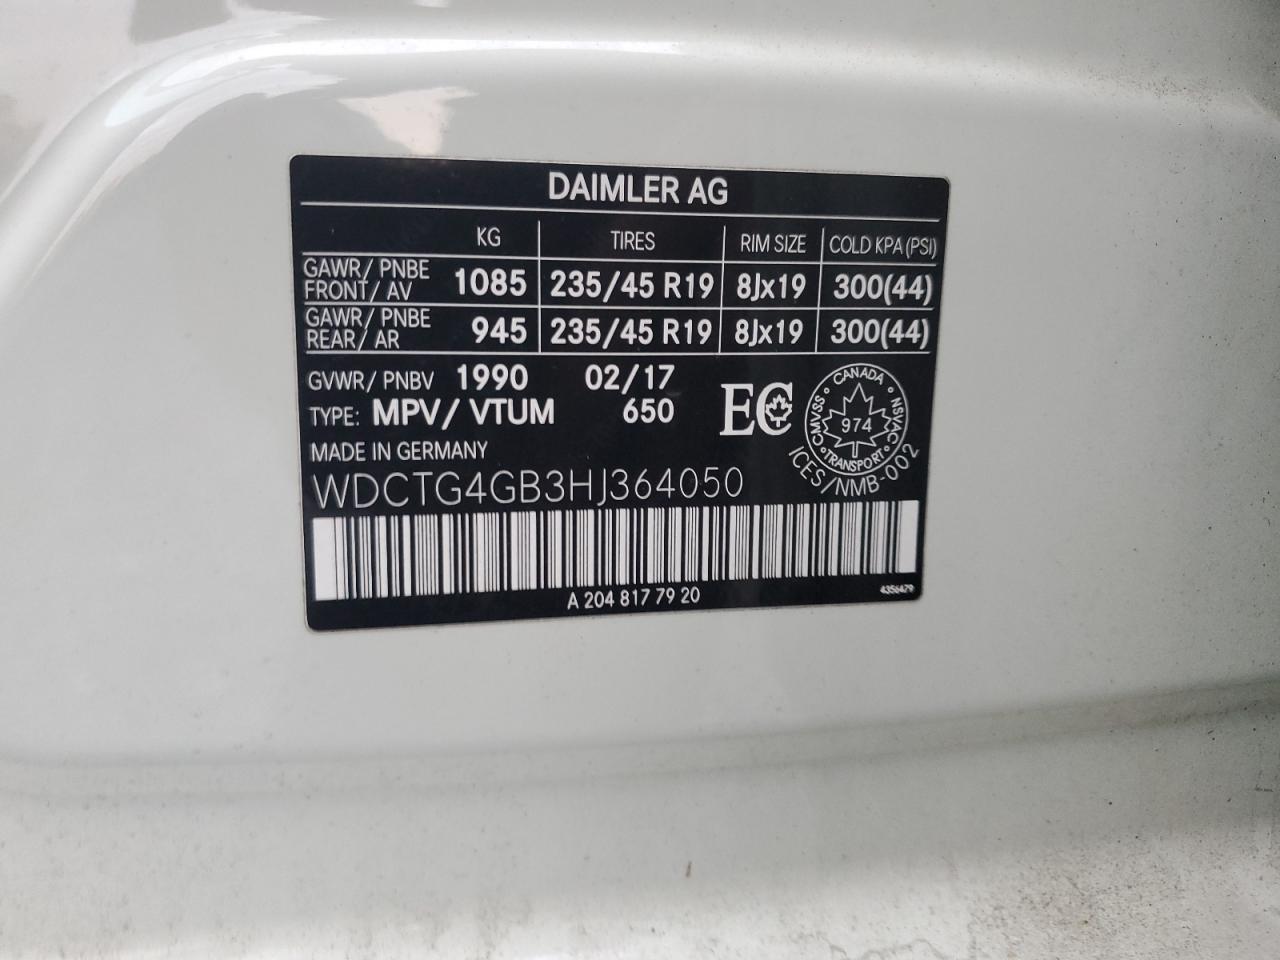 DAIMLER AG
KG TIRES RIM SIZE COLD KPA (PSI)
GAWR/ PNBE FRONT/ AV 1085 235/45 R19 8Jx19 300(44)
GAWR/ PNBE REAR/ AR 945 235/45 R19 8Jx19 300(44)
GVWR/ PNBV 1990 02/17
TYPE: MPV/ VTUM 650
EC
CANADA
CMVSS 974 NSVAC
TRANSPORT
ICES/NMB-002
MADE IN GERMANY
WDCTG4GB3HJ364050
A 204 817 79 20
4356479